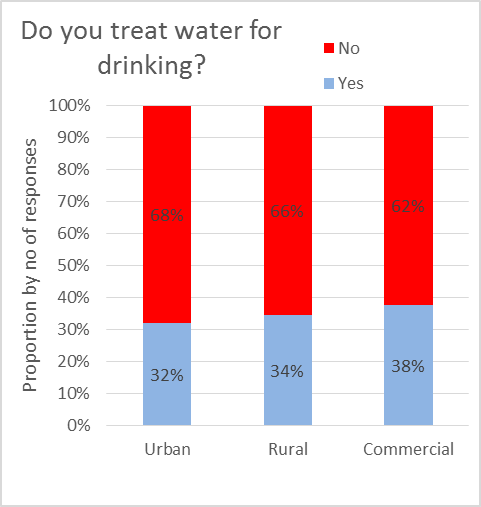 Do you treat water for
drinking?
No
Yes
Proportion by no of responses
100%
90%
80%
70%
60%
50%
40%
30%
20%
10%
0%
68%
66%
62%
32%
34%
38%
Urban
Rural
Commercial